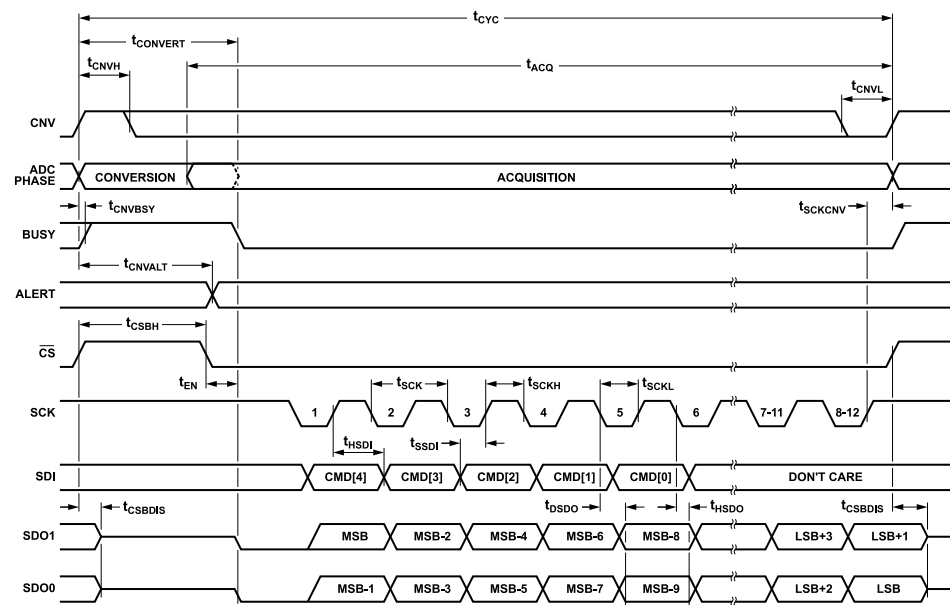 tCYC
tCONVERT
tCNVH
tACQ
tCNVL
CNV
ADC
PHASE
CONVERSION
ACQUISITION
tCNVBSY
tSCKCNV
BUSY
tCNVALT
ALERT
tCSBH
CS
tEN
tSCK
tSCKH
tSCKL
SCK
1
2
3
4
5
6
7-11
8-12
tHSDI
tSSDI
SDI
CMD[4]
CMD[3]
CMD[2]
CMD[1]
CMD[0]
DON'T CARE
tCSBDIS
tDSDO
tHSDO
tCSBDIS
SDO1
MSB
MSB-2
MSB-4
MSB-6
MSB-8
LSB+3
LSB+1
SDO0
MSB-1
MSB-3
MSB-5
MSB-7
MSB-9
LSB+2
LSB